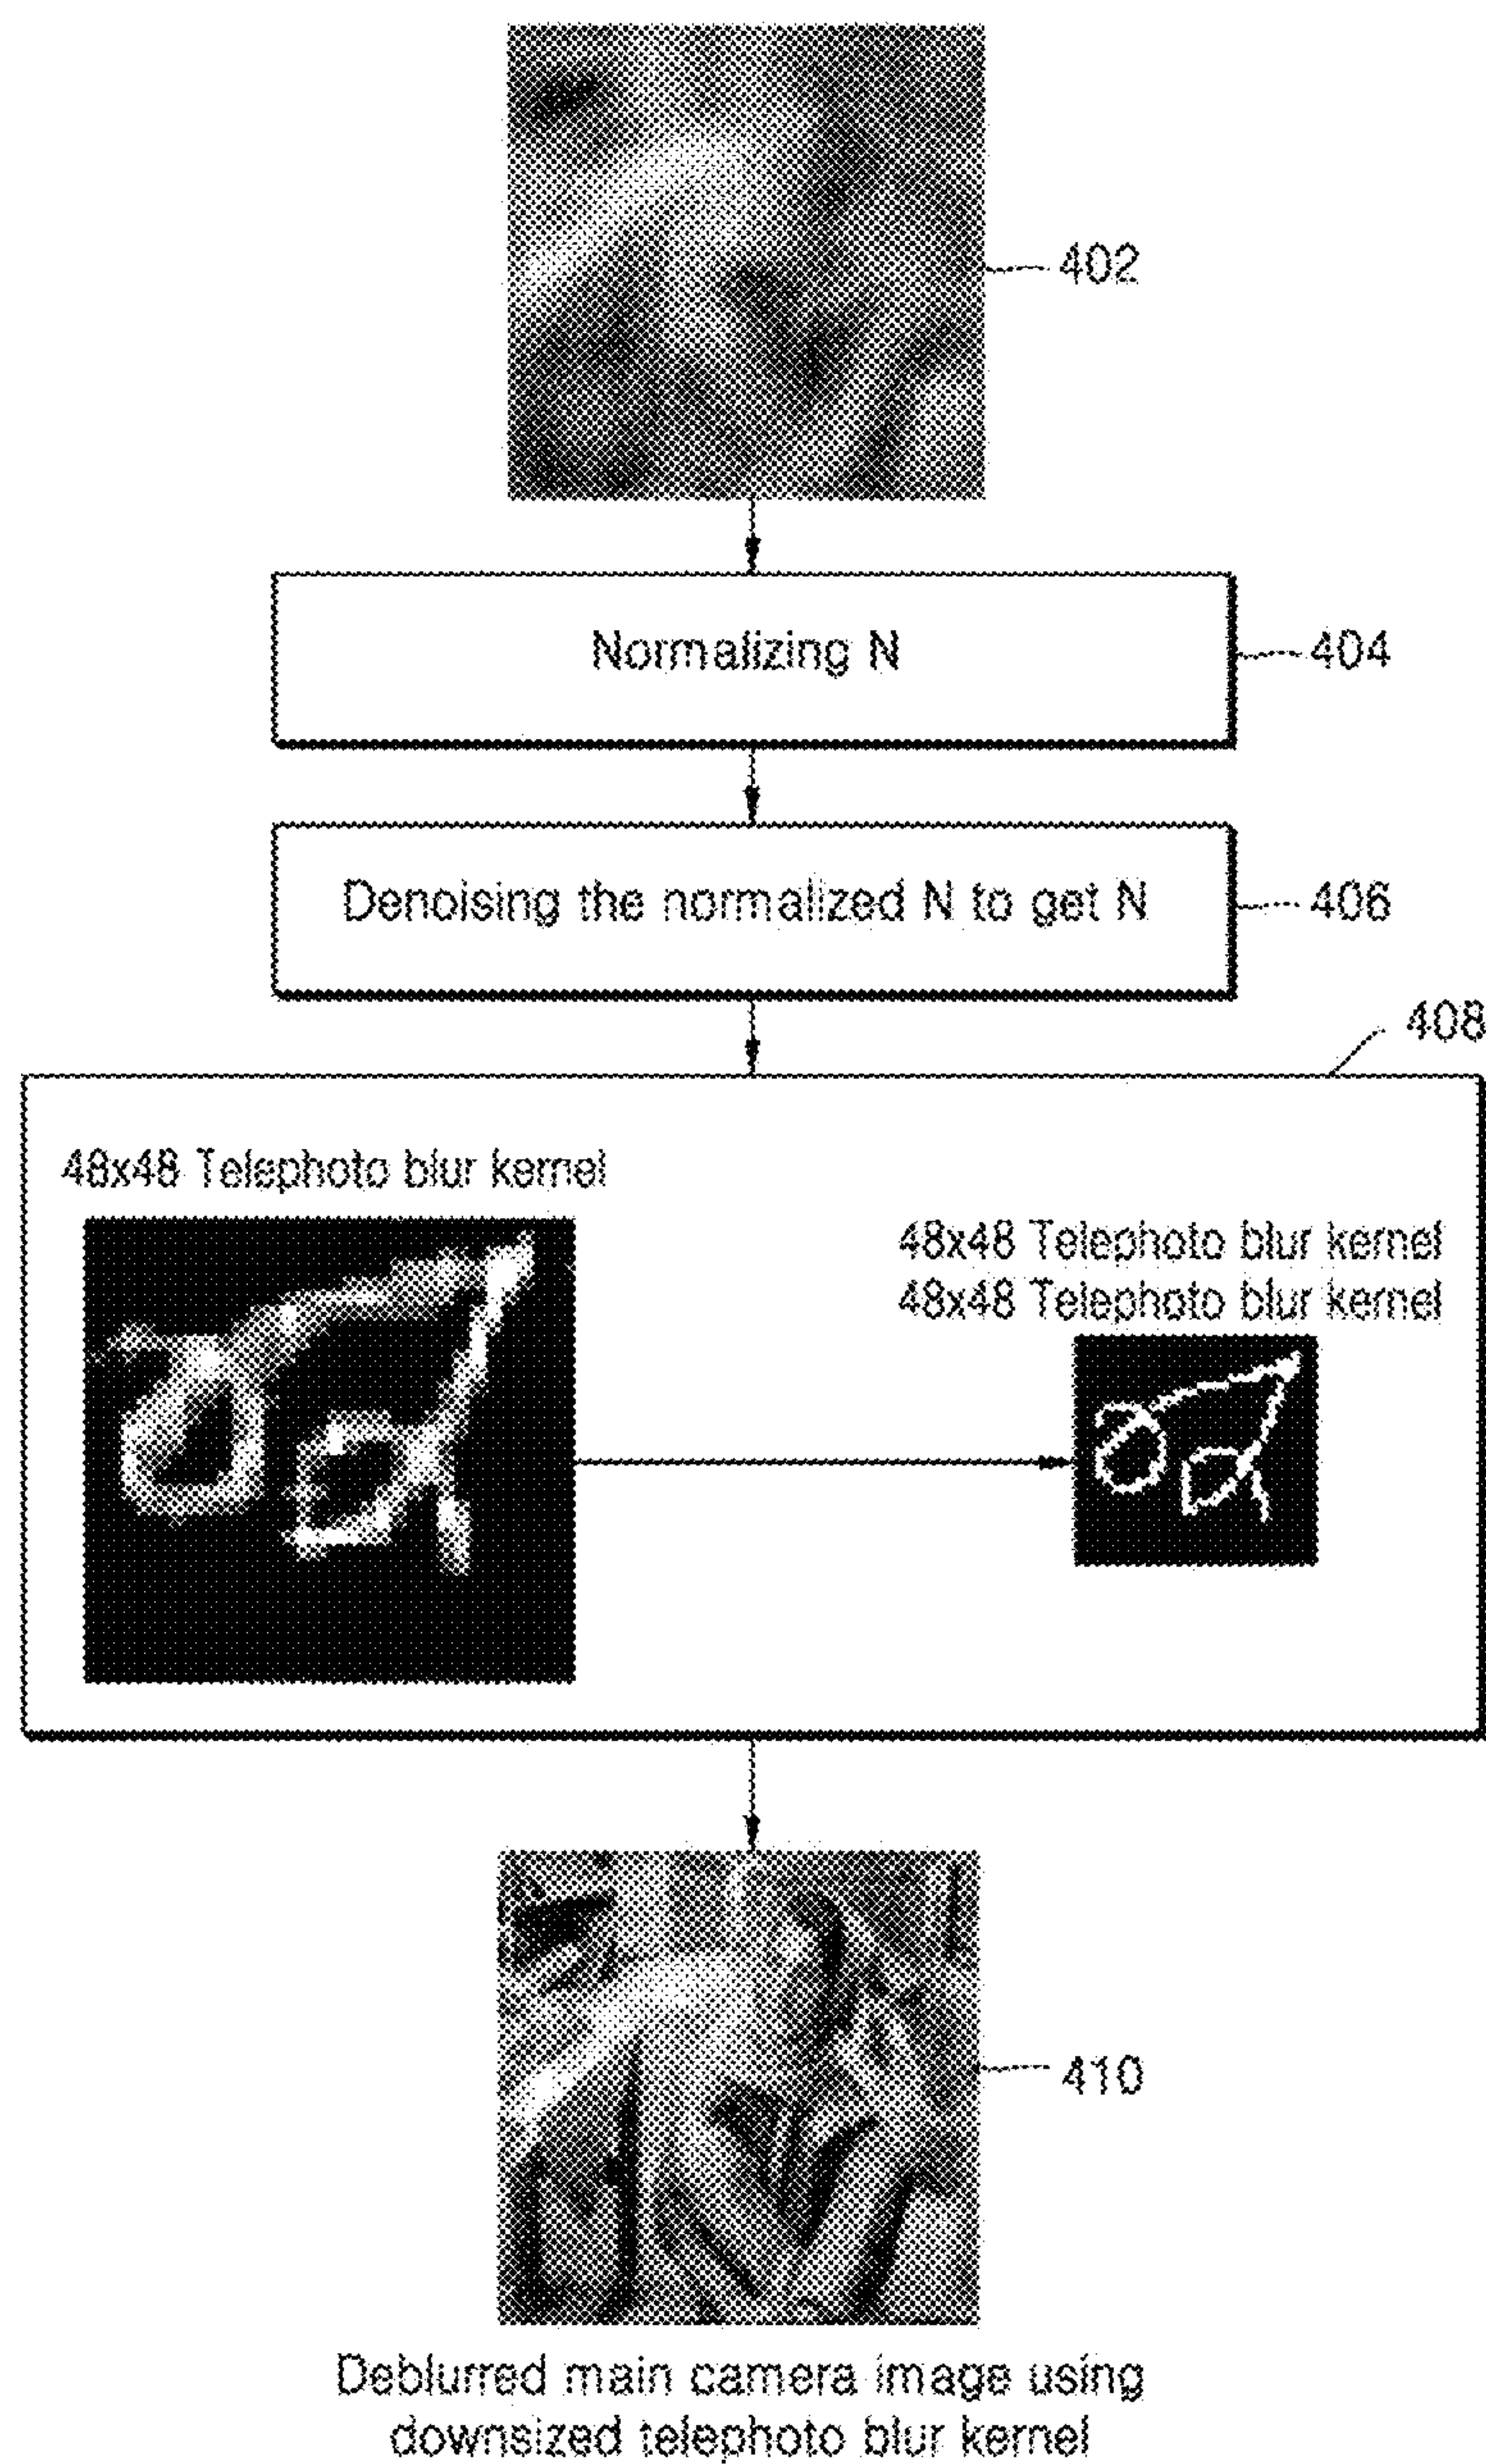 402
Normalizing N
404
Denoising the normalized N to get N
406
408
48x48 Telephoto blur kernel
48x48 Telephoto blur kernel
48x48 Telephoto blur kernel
410
Deblurred main camera image using
downsized telephoto blur kernel